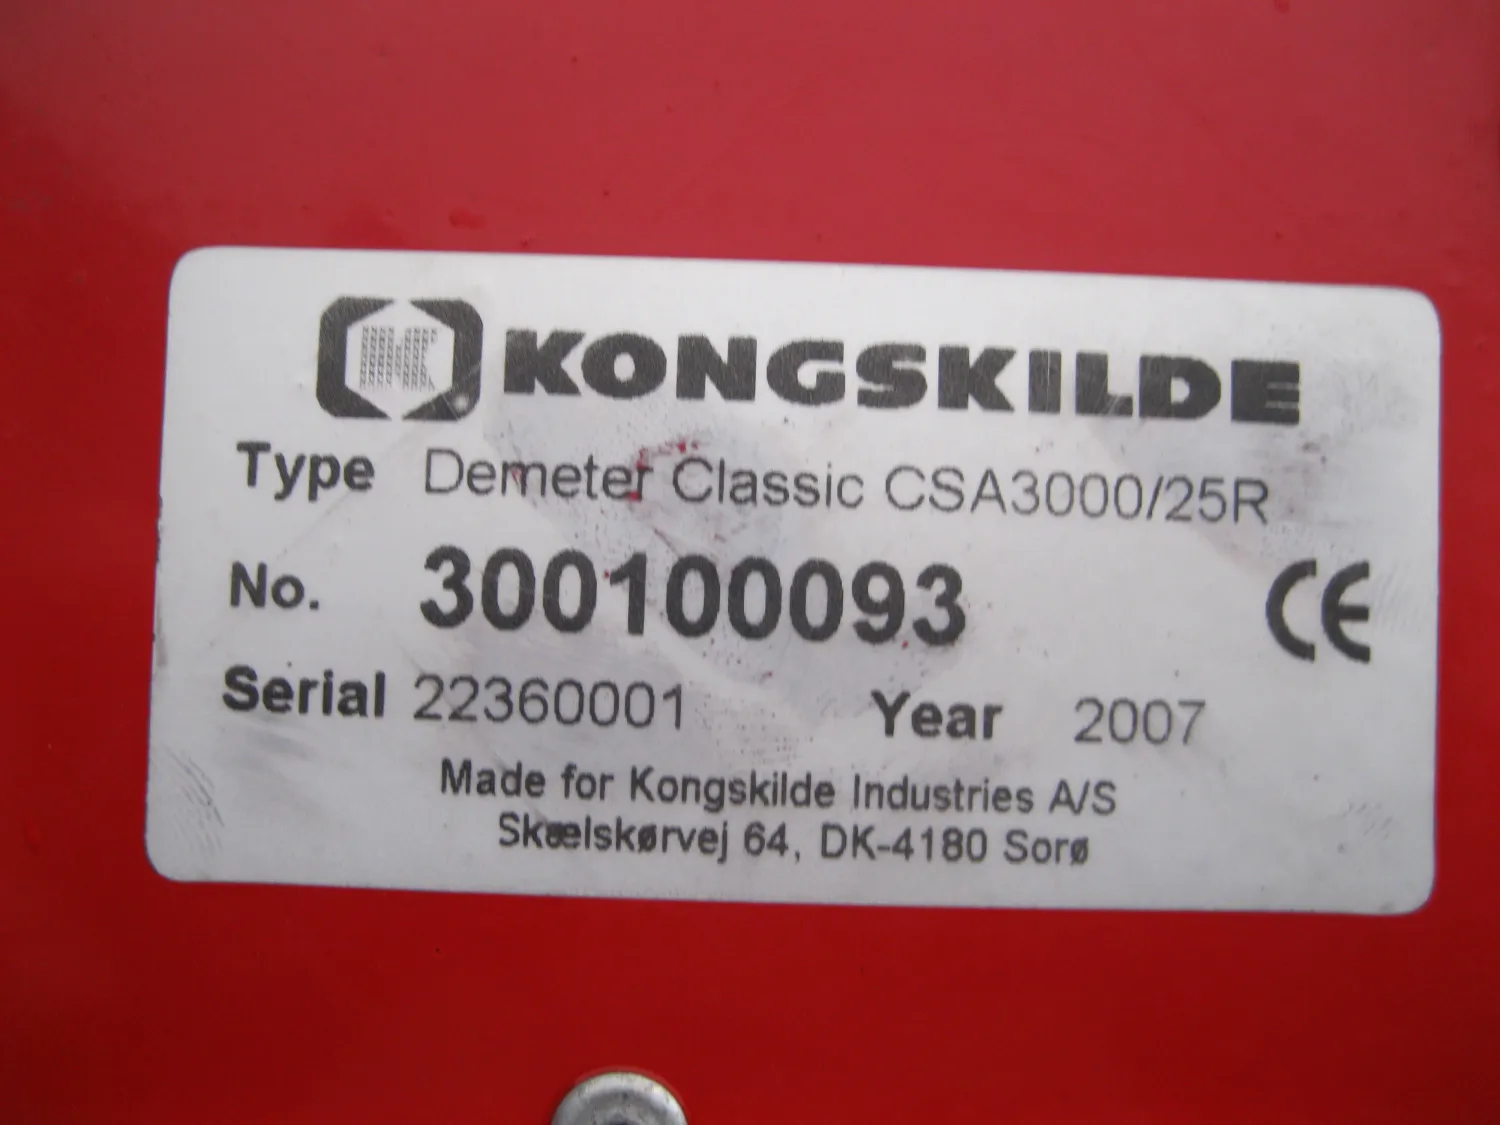 KONGSKILDE
Type Demeter Classic CSA3000/25R
No. 300100093
CE
Serial 22360001 Year 2007
Made for Kongskilde Industries A/S
Skælskørvej 64, DK-4180 Sorø